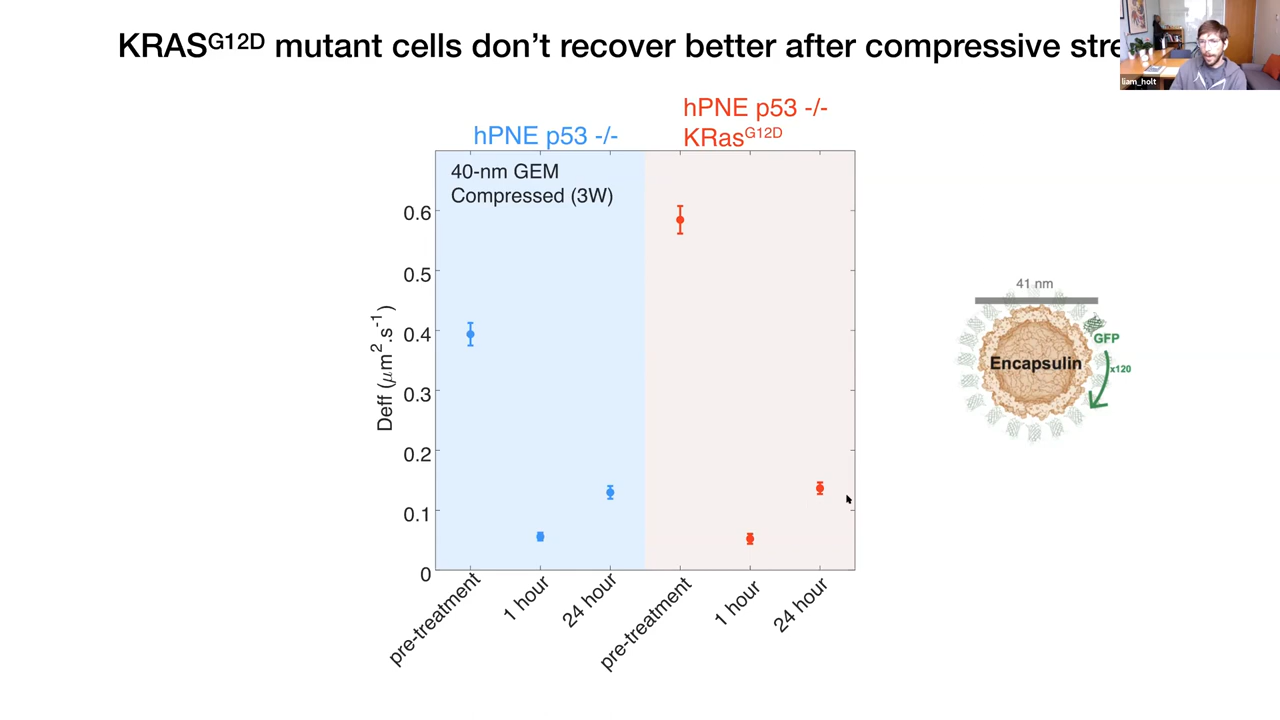 KRASG12D mutant cells don't recover better after compressive stre
liam_holt
hPNE p53 -/-
hPNE p53 -/-
KRasG12D
40-nm GEM
Compressed (3W)
0.6
0.5
0.4
0.3
0.2
0.1
0
Deff (μm2.s-1)
pre-treatment
1 hour
24 hour
pre-treatment
1 hour
24 hour
41 nm
GFP
Encapsulin
x120